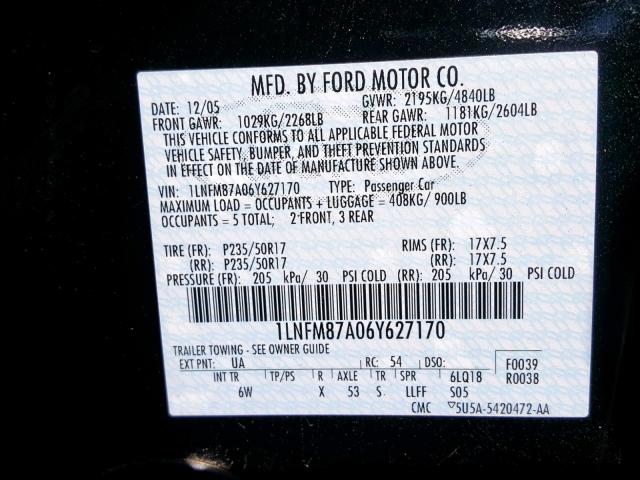 MFD. BY FORD MOTOR CO.
DATE: 12/05 GVWR: 2195KG/4840LB
FRONT GAWR: 1029KG/2268LB REAR GAWR: 1181KG/2604LB
THIS VEHICLE CONFORMS TO ALL APPLICABLE FEDERAL MOTOR
VEHICLE SAFETY, BUMPER, AND THEFT PREVENTION STANDARDS
IN EFFECT ON THE DATE OF MANUFACTURE SHOWN ABOVE.
VIN: 1LNFM87A06Y627170 TYPE: Passenger Car
MAXIMUM LOAD = OCCUPANTS + LUGGAGE = 408KG/ 900LB
OCCUPANTS = 5 TOTAL; 2 FRONT, 3 REAR
TIRE (FR): P235/50R17 RIMS (FR): 17X7.5
(RR): P235/50R17 (RR): 17X7.5
PRESSURE (FR): 205 kPa/ 30 PSI COLD (RR): 205 kPa/ 30 PSI COLD
1LNFM87A06Y627170
TRAILER TOWING - SEE OWNER GUIDE
EXT PNT: UA RC: 54 DSO: F0039
INT TR TP/PS R AXLE TR SPR 6LQ18 R0038
6W X 53 S LLFF S05
CMC ▽5U5A-5420472-AA